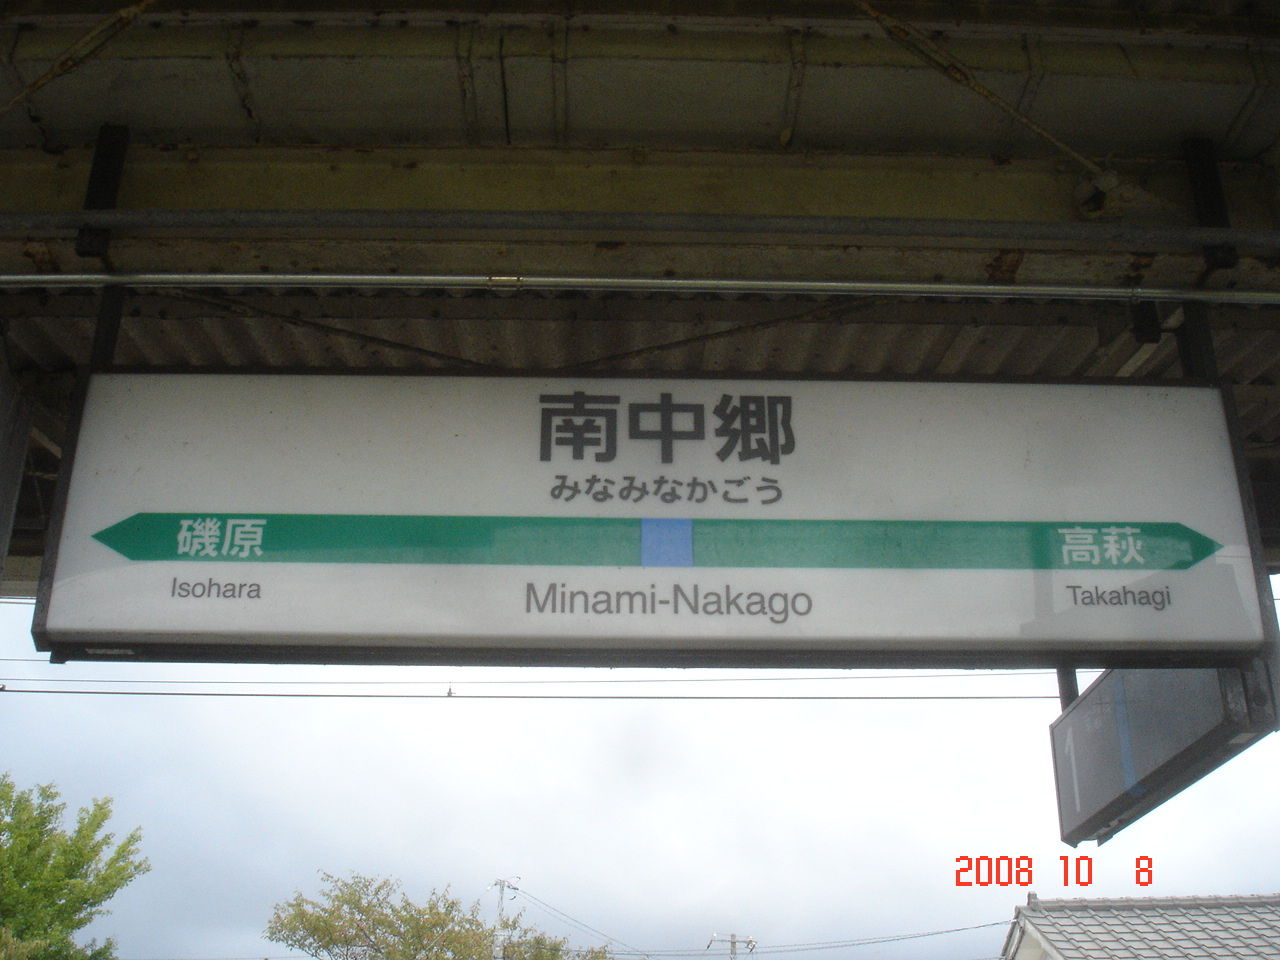 南中郷
みなみなかごう
磯原 高萩
Isohara Minami-Nakago Takahagi
1
2008 10 8